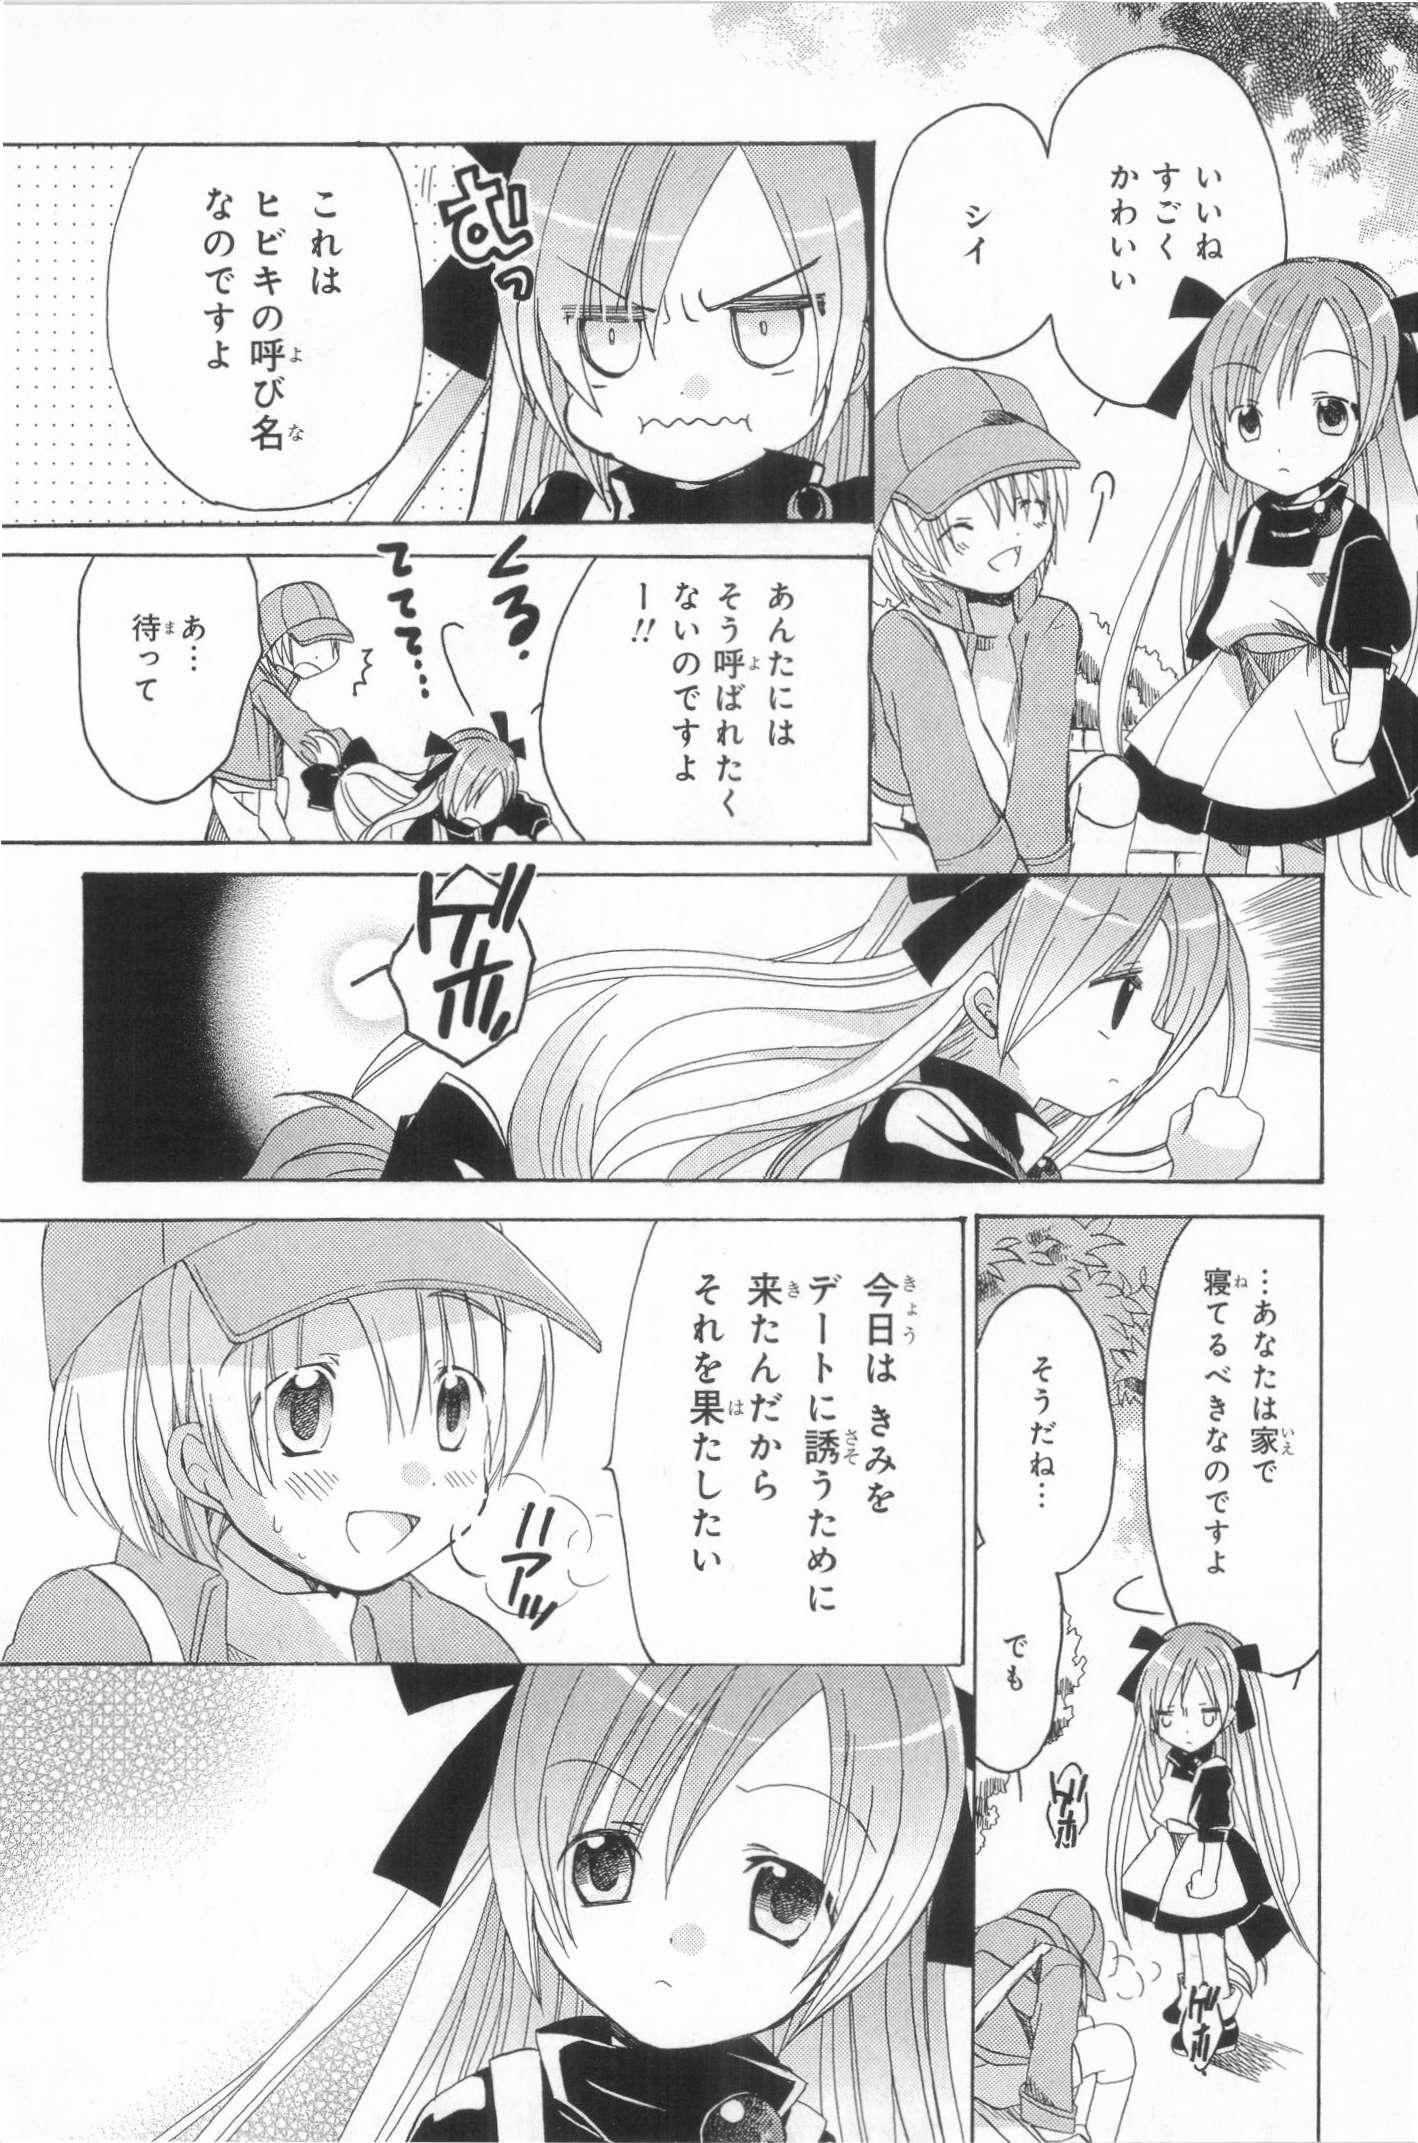 いいね
すごく
かわいい
シイ
むっ
これは
ヒビキの呼び名
なのですよ
あんたには
そう呼ばれたく
ないのですよ
ー!!
くる。
てててて…
あ…
待って
ゲホ
…あなたは家で
寝てるべきなのですよ
そうだね…
でも
ゲホ
ゲホ
今日は きみを
デートに誘うために
来たんだから
それを果たしたい
ハアッ